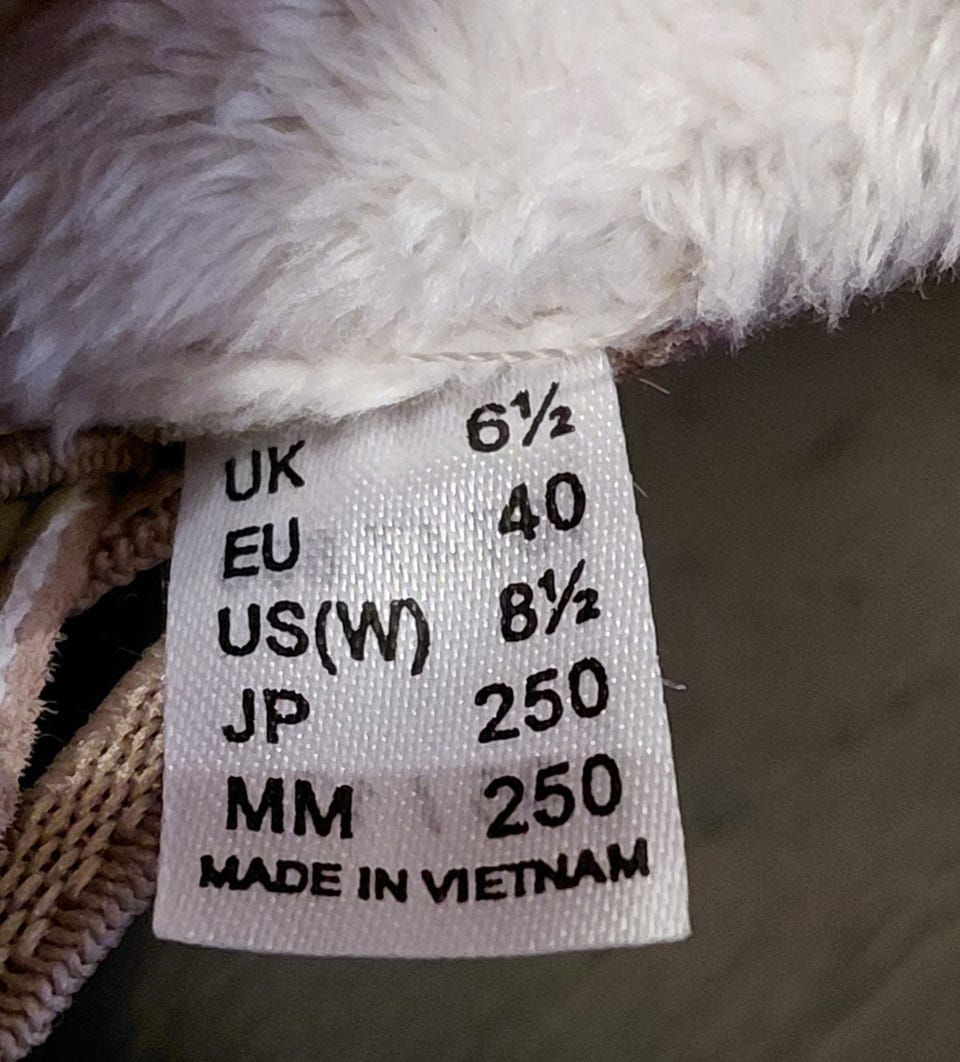 UK 6½
EU 40
US(W) 8½
JP 250
MM 250
MADE IN VIETNAM